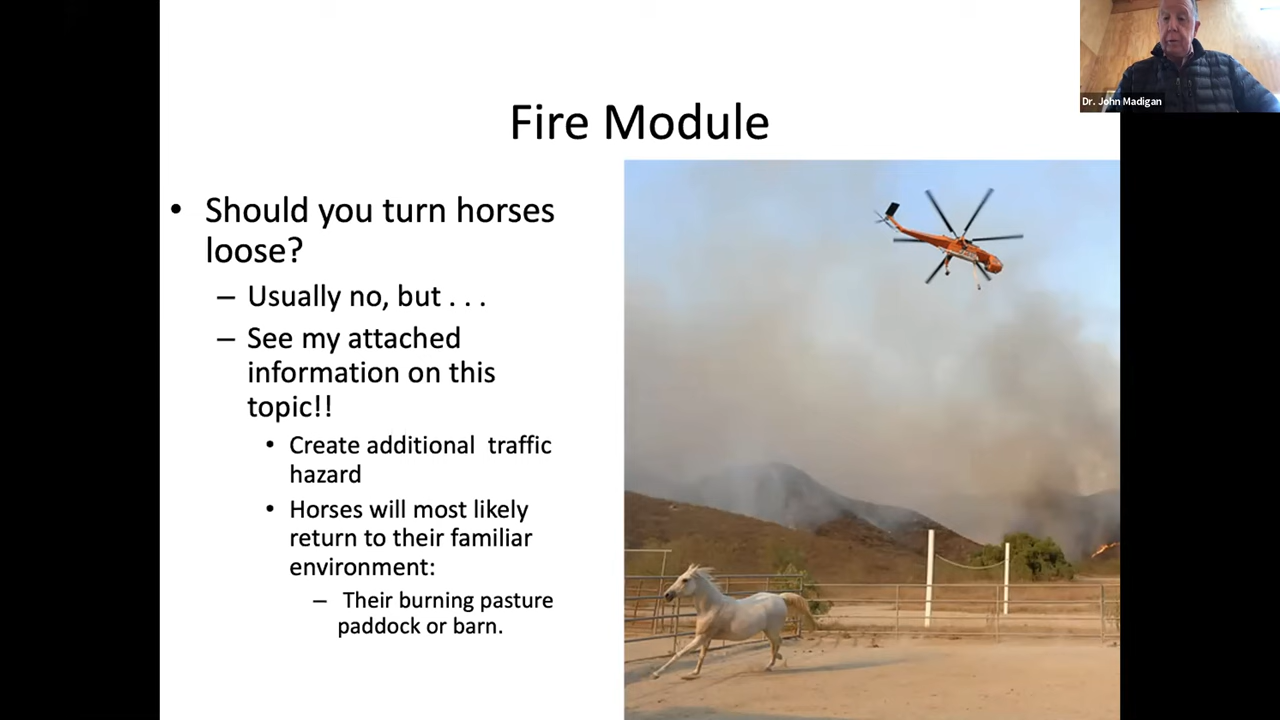 Dr. John Madigan
Fire Module
• Should you turn horses
loose?
– Usually no, but . . .
– See my attached
information on this
topic!!
• Create additional  traffic
hazard
• Horses will most likely
return to their familiar
environment:
– Their burning pasture
paddock or barn.